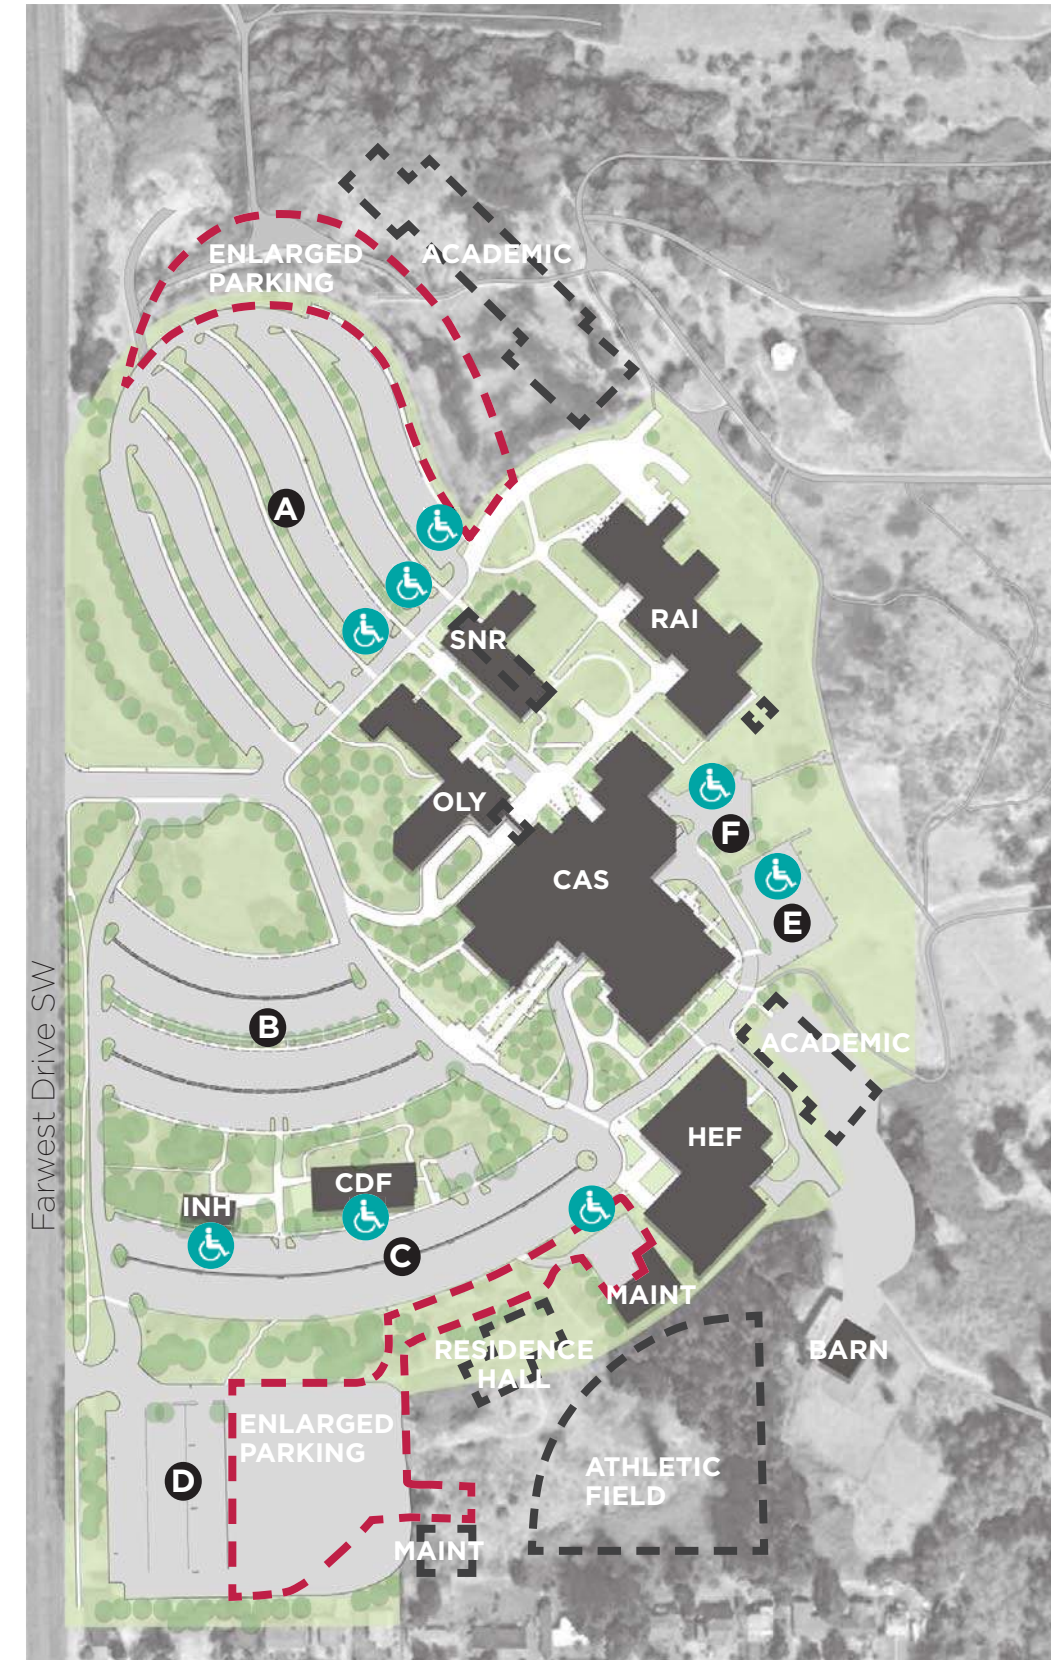 ENLARGED
PARKING
ACADEMIC
A
SNR
RAI
OLY
F
CAS
E
B
ACADEMIC
Farwest Drive SW
HEF
CDF
INH
C
MAINT
RESIDENCE
HALL
BARN
ENLARGED
PARKING
D
ATHLETIC
FIELD
MAINT